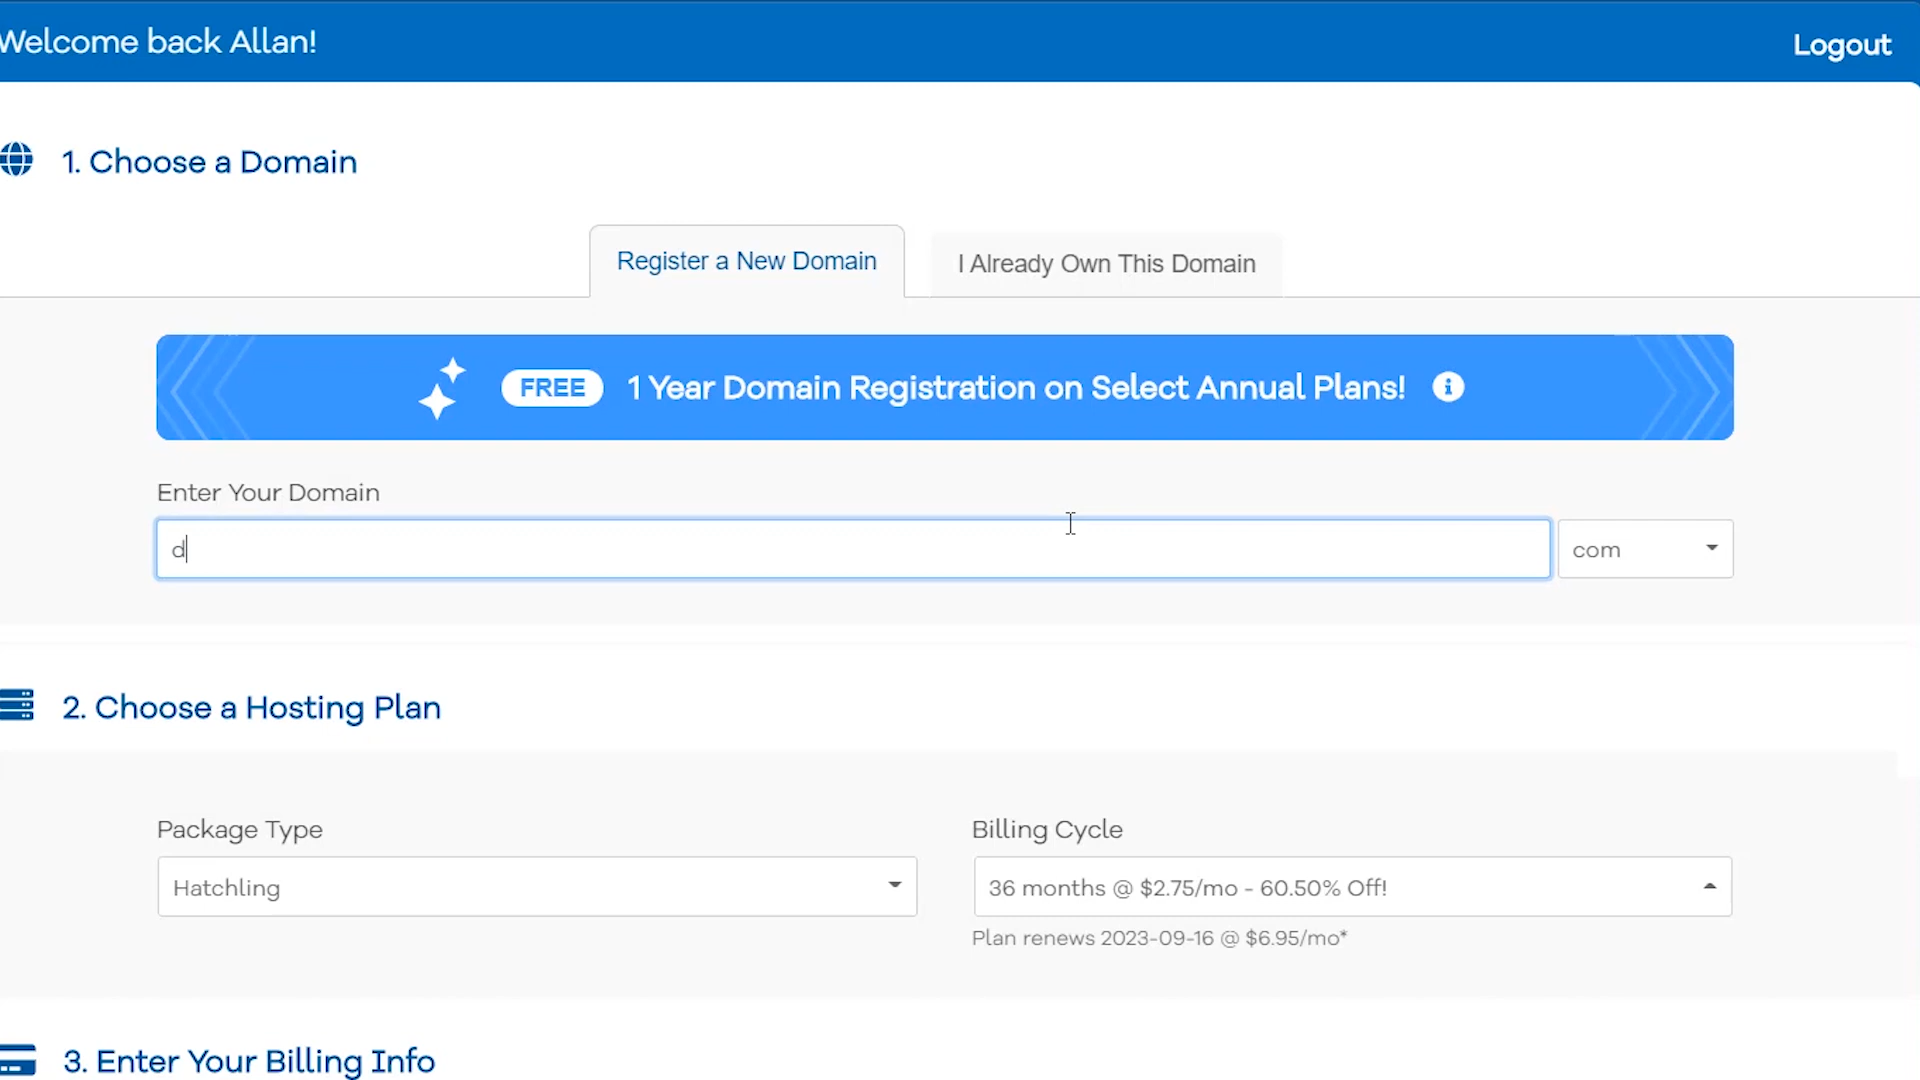 Welcome back Allan!
Logout
1. Choose a Domain
Register a New Domain
I Already Own This Domain
FREE 1 Year Domain Registration on Select Annual Plans!
Enter Your Domain
d
com
2. Choose a Hosting Plan
Package Type
Billing Cycle
Hatchling
36 months @ $2.75/mo - 60.50% Off!
Plan renews 2023-09-16 @ $6.95/mo*
3. Enter Your Billing Info